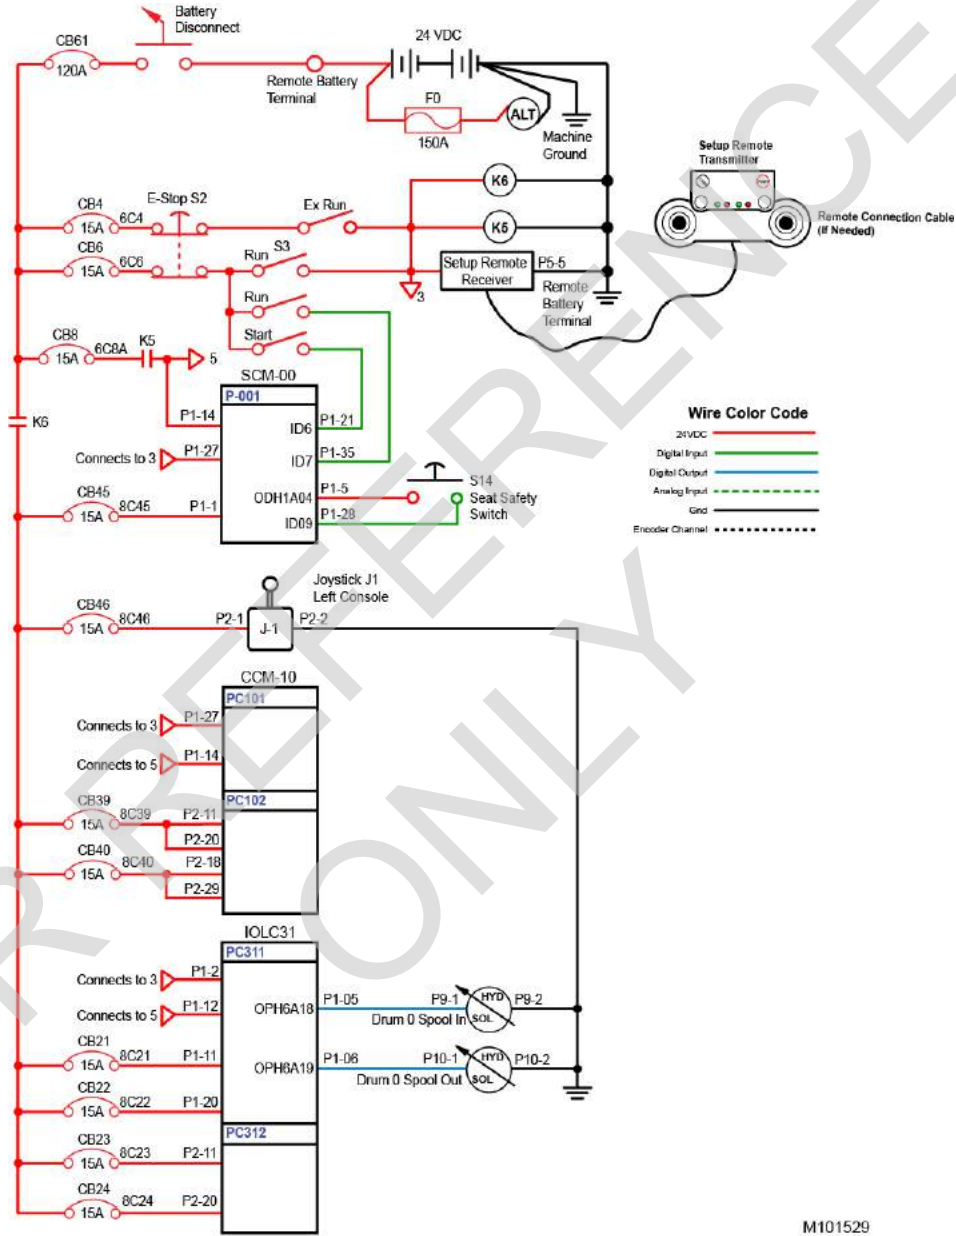 Battery
Disconnect
CB61
120A
24 VDC
Remote Battery
Terminal
F0
150A
ALT
Machine
Ground
Setup Remote
Transmitter
Remote Connection Cable
(If Needed)
K6
CB4
15A
6C4
E-Stop S2
Ex Run
K5
CB6
15A
6C6
Run
S3
3
Setup Remote
Receiver
P5-5
Remote
Battery
Terminal
Run
Start
CB8
15A
6C8A
K5
5
SCM-00
P-001
K6
P1-14
ID6
P1-21
Connects to 3
P1-27
ID7
P1-35
CB45
15A
8C45
P1-1
ODH1A04
P1-5
ID09
P1-28
S14
Seat Safety
Switch
Wire Color Code
24VDC
Digital Input
Digital Output
Analog Input
Gnd
Encoder Channel
Joystick J1
Left Console
CB46
15A
8C46
P2-1
J-1
P2-2
CCM-10
PC101
Connects to 3
P1-27
Connects to 5
P1-14
PC102
CB39
15A
8C39
P2-11
P2-20
CB40
15A
8C40
P2-18
P2-29
IOLC31
PC311
Connects to 3
P1-2
Connects to 5
P1-12
OPH6A18
P1-05
P9-1
HYD
SOL
P9-2
Drum 0 Spool In
CB21
15A
8C21
P1-11
OPH6A19
P1-06
P10-1
HYD
SOL
P10-2
Drum 0 Spool Out
CB22
15A
8C22
P1-20
PC312
CB23
15A
8C23
P2-11
CB24
15A
8C24
P2-20
M101529
R REFERENCE
ONLY